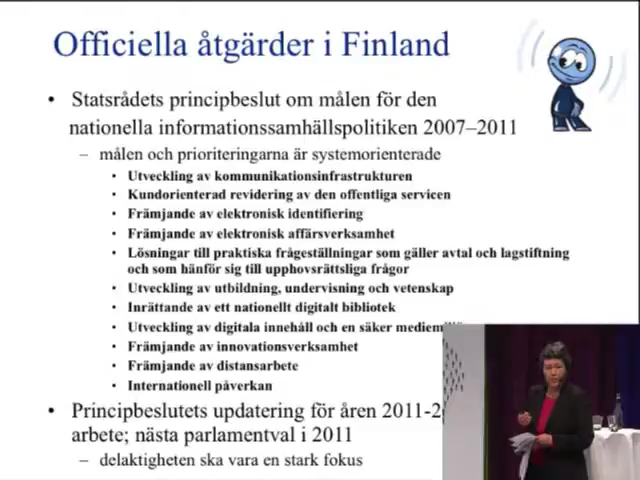 Officiella åtgärder i Finland
• Statsrådets principbeslut om målen för den
nationella informationssamhällspolitiken 2007–2011
– målen och prioriteringarna är systemorienterade
• Utveckling av kommunikationsinfrastrukturen
• Kundorienterad revidering av den offentliga servicen
• Främjande av elektronisk identifiering
• Främjande av elektronisk affärsverksamhet
• Lösningar till praktiska frågeställningar som gäller avtal och lagstiftning
och som hänför sig till upphovsrättsliga frågor
• Utveckling av utbildning, undervisning och vetenskap
• Inrättande av ett nationellt digitalt bibliotek
• Utveckling av digitala innehåll och en säker
• Främjande av innovationsverksamhet
• Främjande av distansarbete
• Internationell påverkan
• Principbeslutets updatering för åren 2011-2
arbete; nästa parlamentval i 2011
– delaktigheten ska vara en stark fokus